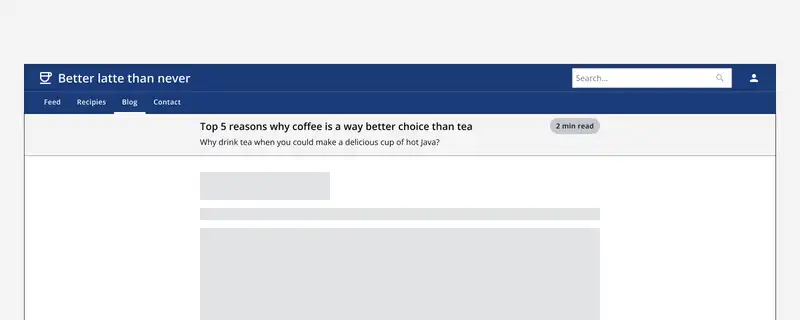 Better latte than never
Search...
Feed Recipies Blog Contact
Top 5 reasons why coffee is a way better choice than tea
2 min read
Why drink tea when you could make a delicious cup of hot Java?